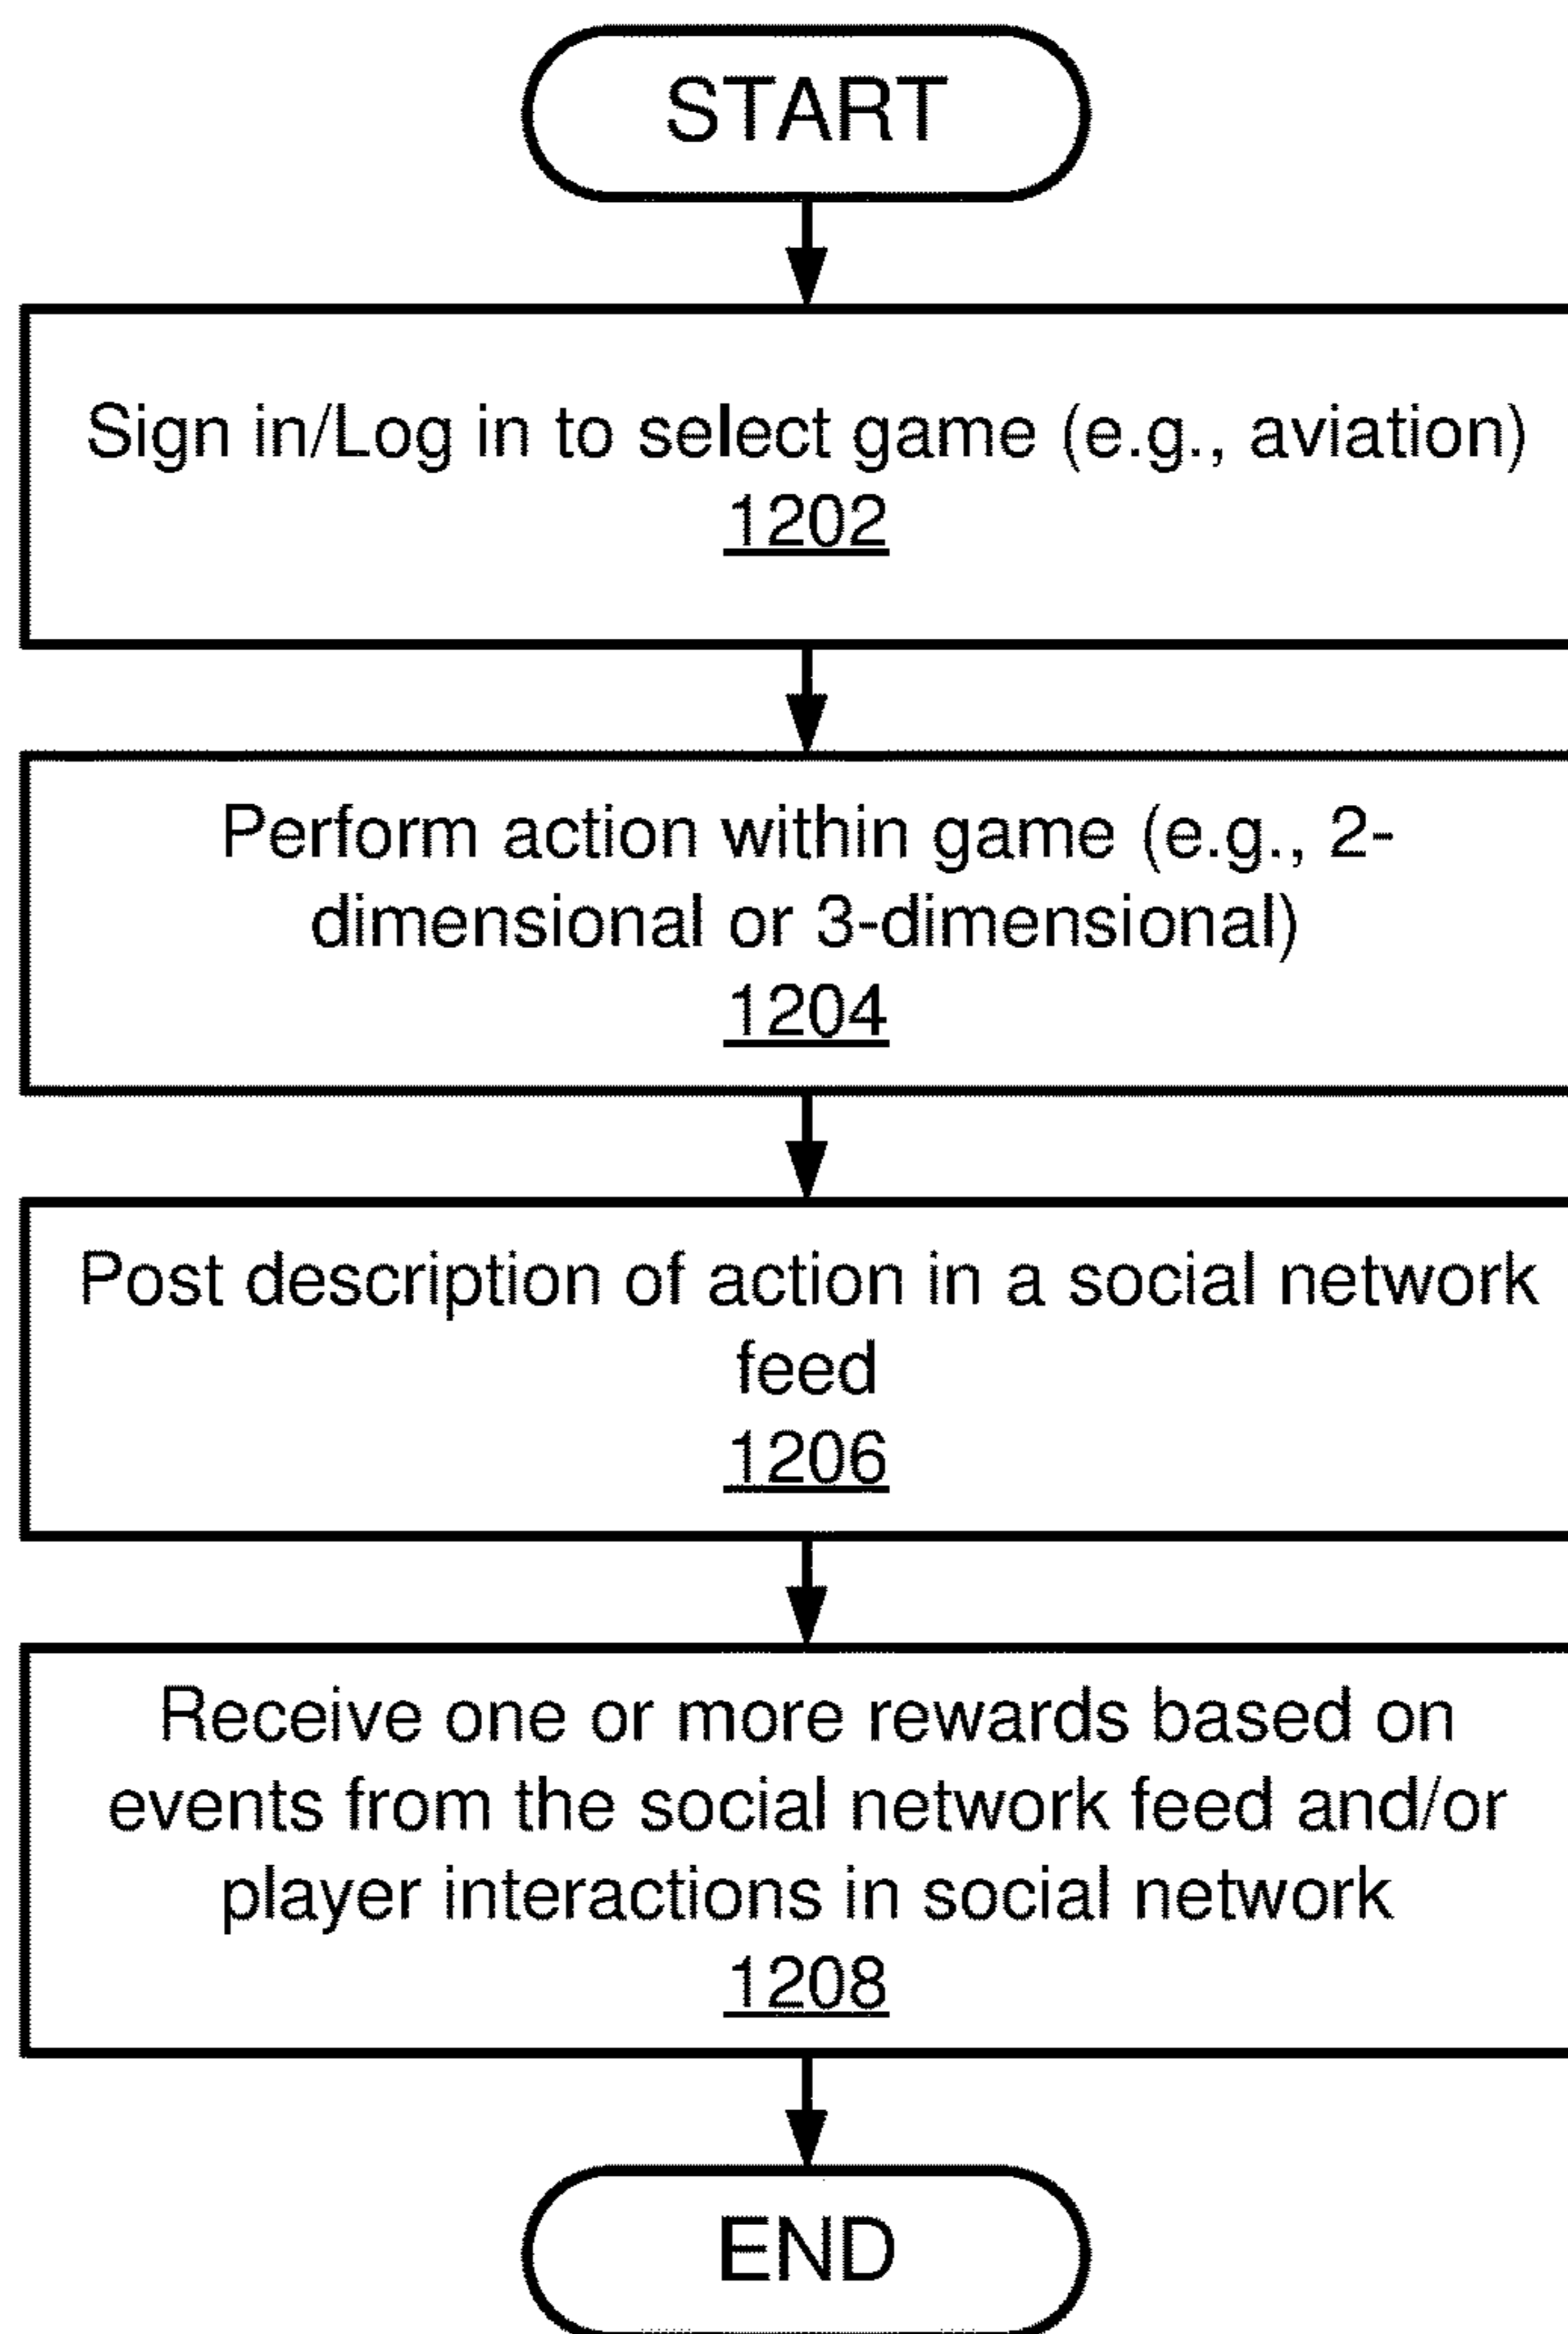 START
Sign in/Log in to select game (e.g., aviation)
1202
Perform action within game (e.g., 2-
dimensional or 3-dimensional)
1204
Post description of action in a social network
feed
1206
Receive one or more rewards based on
events from the social network feed and/or
player interactions in social network
1208
END